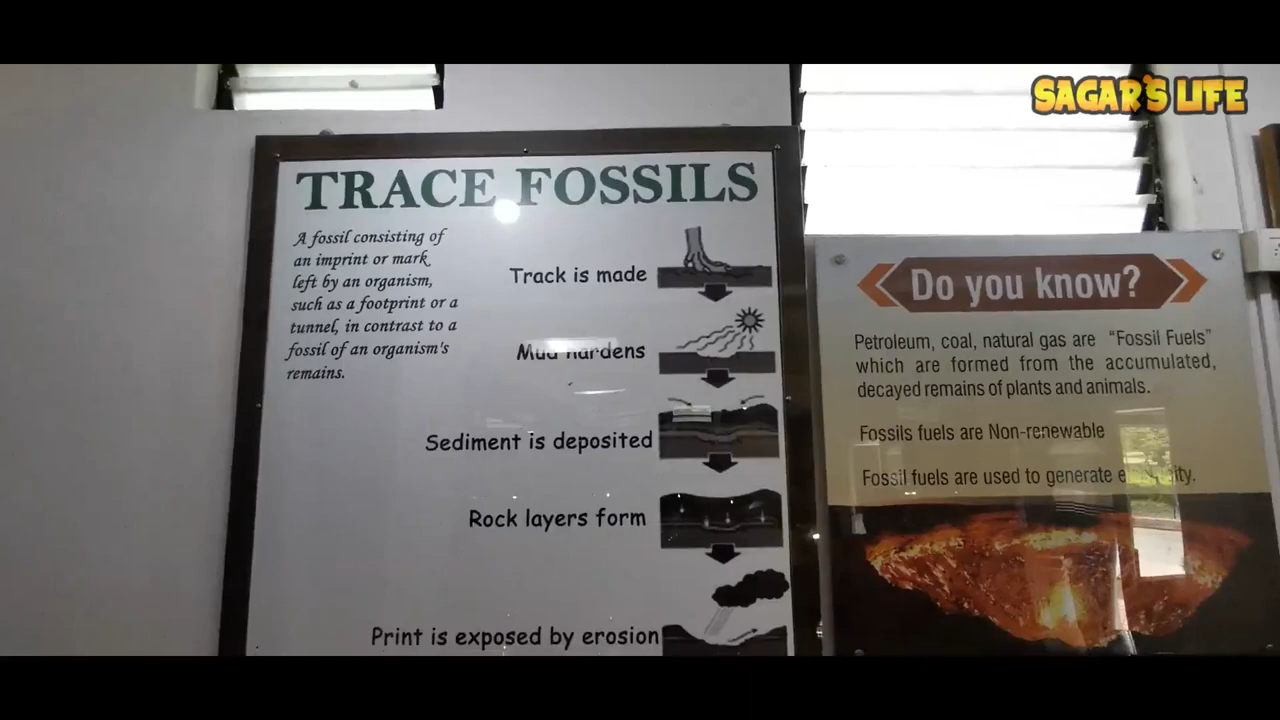 SAGAR'S LIFE
TRACE FOSSILS
A fossil consisting of
an imprint or mark
left by an organism,
such as a footprint or a
tunnel, in contrast to a
fossil of an organism's
remains.
Track is made
Mud hardens
Sediment is deposited
Rock layers form
Print is exposed by erosion
Do you know?
Petroleum, coal, natural gas are "Fossil Fuels"
which are formed from the accumulated,
decayed remains of plants and animals.
Fossils fuels are Non-renewable
Fossil fuels are used to generate